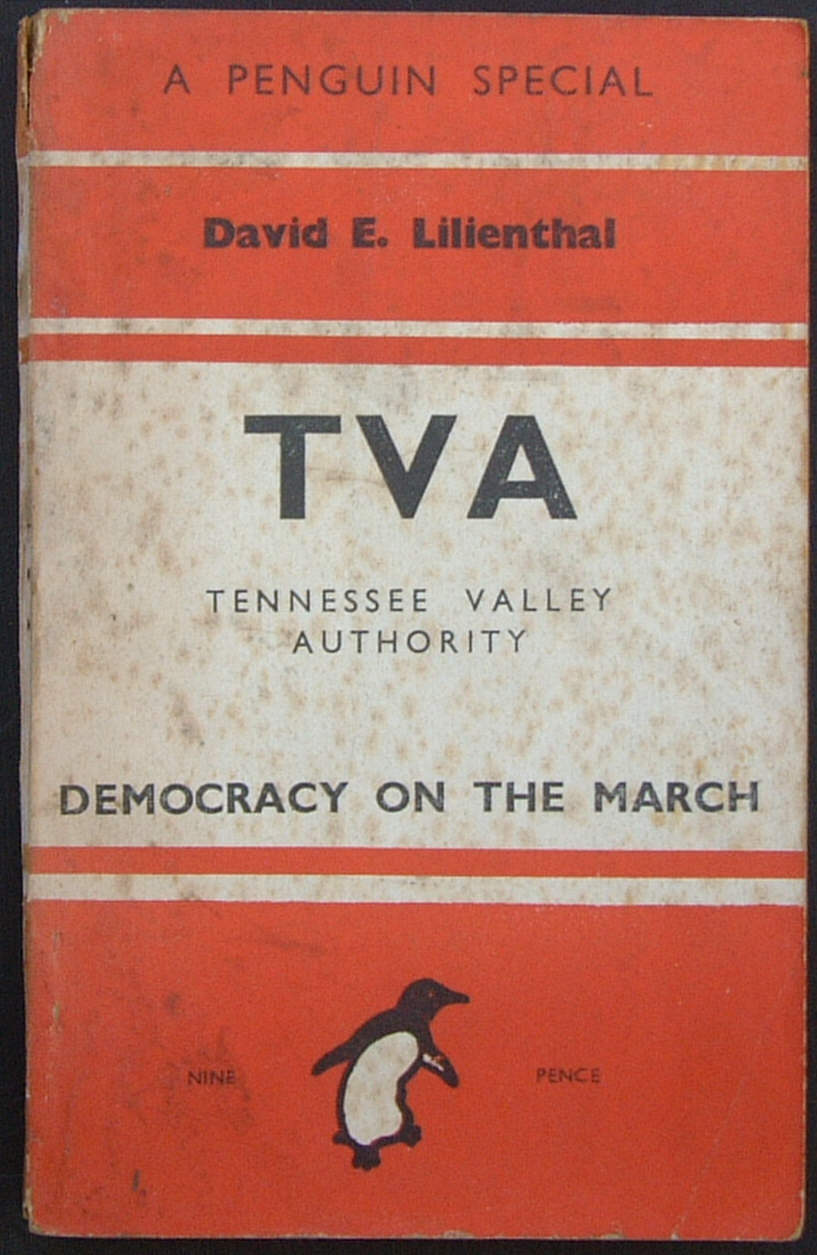 A PENGUIN SPECIAL
David E. Lilienthal
TVA
TENNESSEE VALLEY
AUTHORITY
DEMOCRACY ON THE MARCH
NINE PENCE